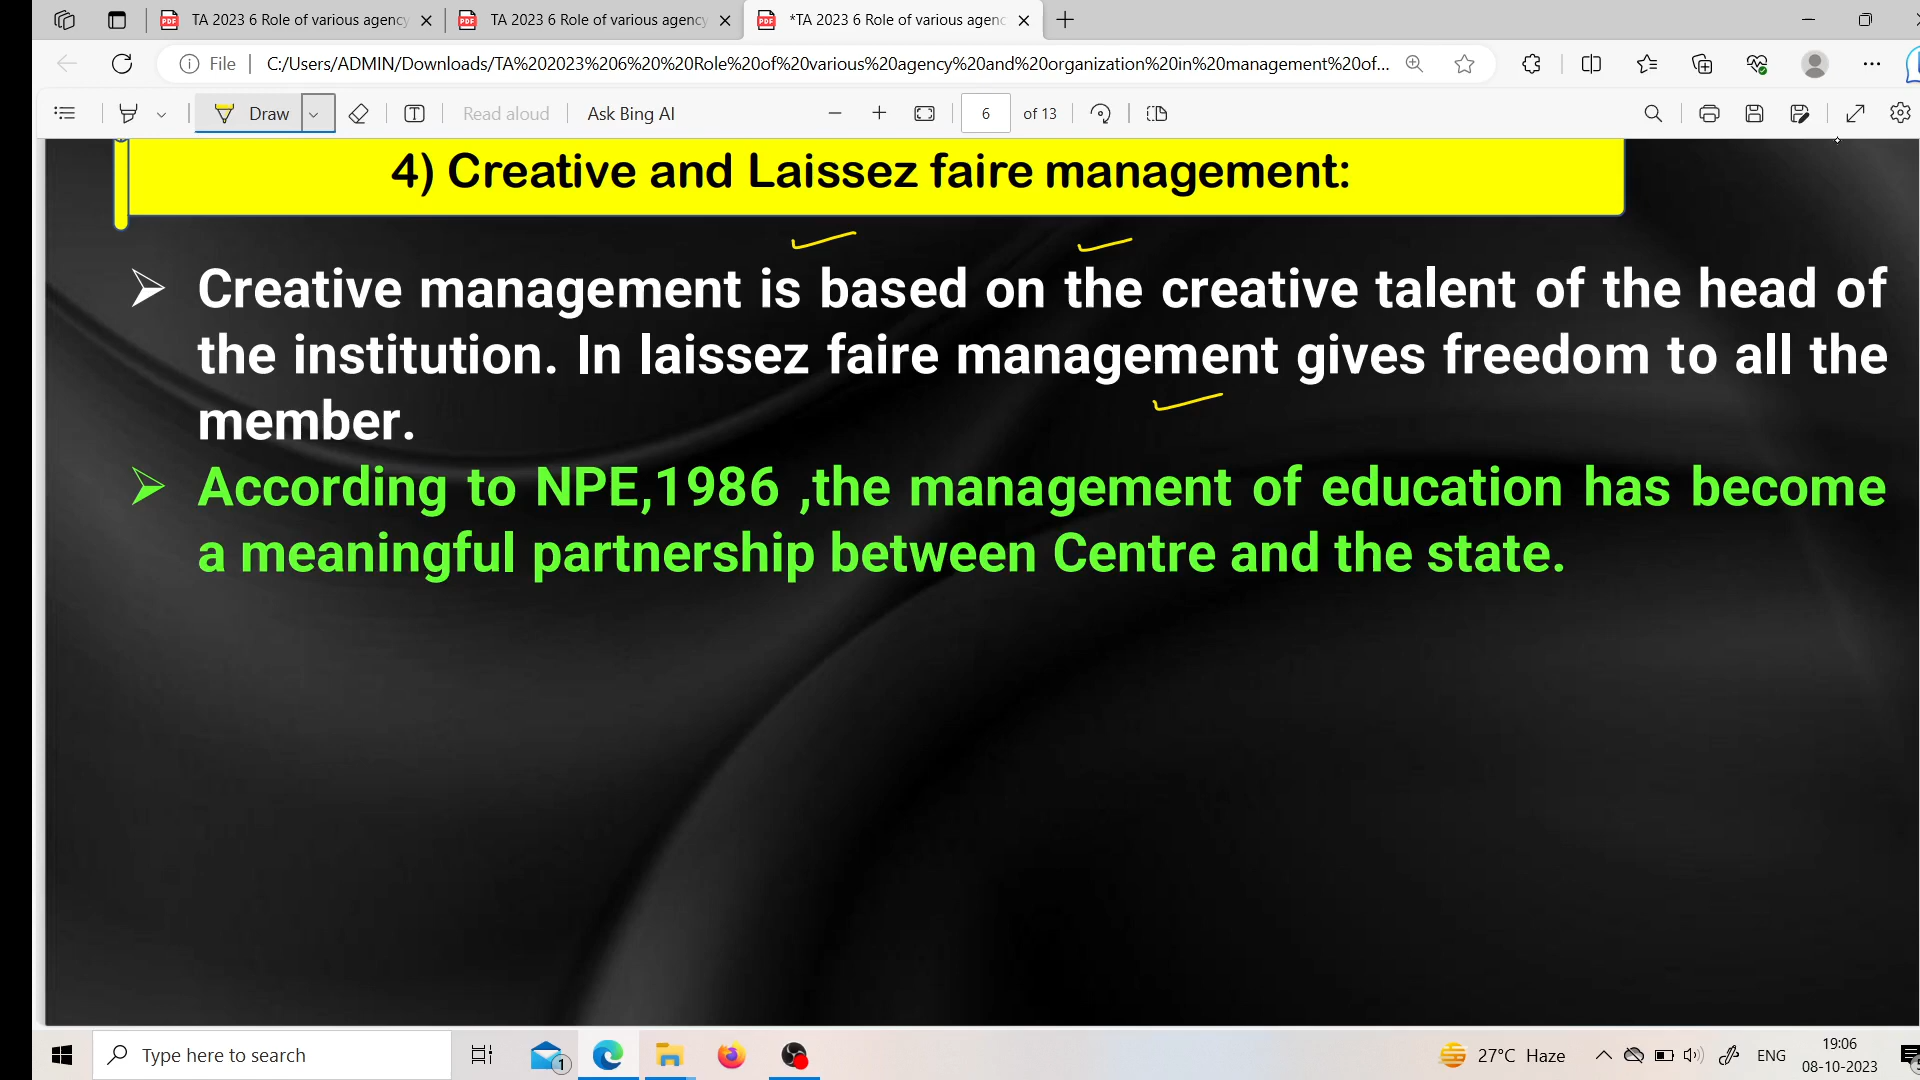 TA 2023 6 Role of various agency
TA 2023 6 Role of various agency
*TA 2023 6 Role of various agenc
File
C:/Users/ADMIN/Downloads/TA%202023%206%20%20Role%20of%20various%20agency%20and%20organization%20in%20management%20of...
Draw
Read aloud
Ask Bing AI
6
of 13
4) Creative and Laissez faire management:
Creative management is based on the creative talent of the head of
the institution. In laissez faire management gives freedom to all the
member.
According to NPE,1986 ,the management of education has become
a meaningful partnership between Centre and the state.
Type here to search
1
27°C Haze
ENG
19:06
08-10-2023